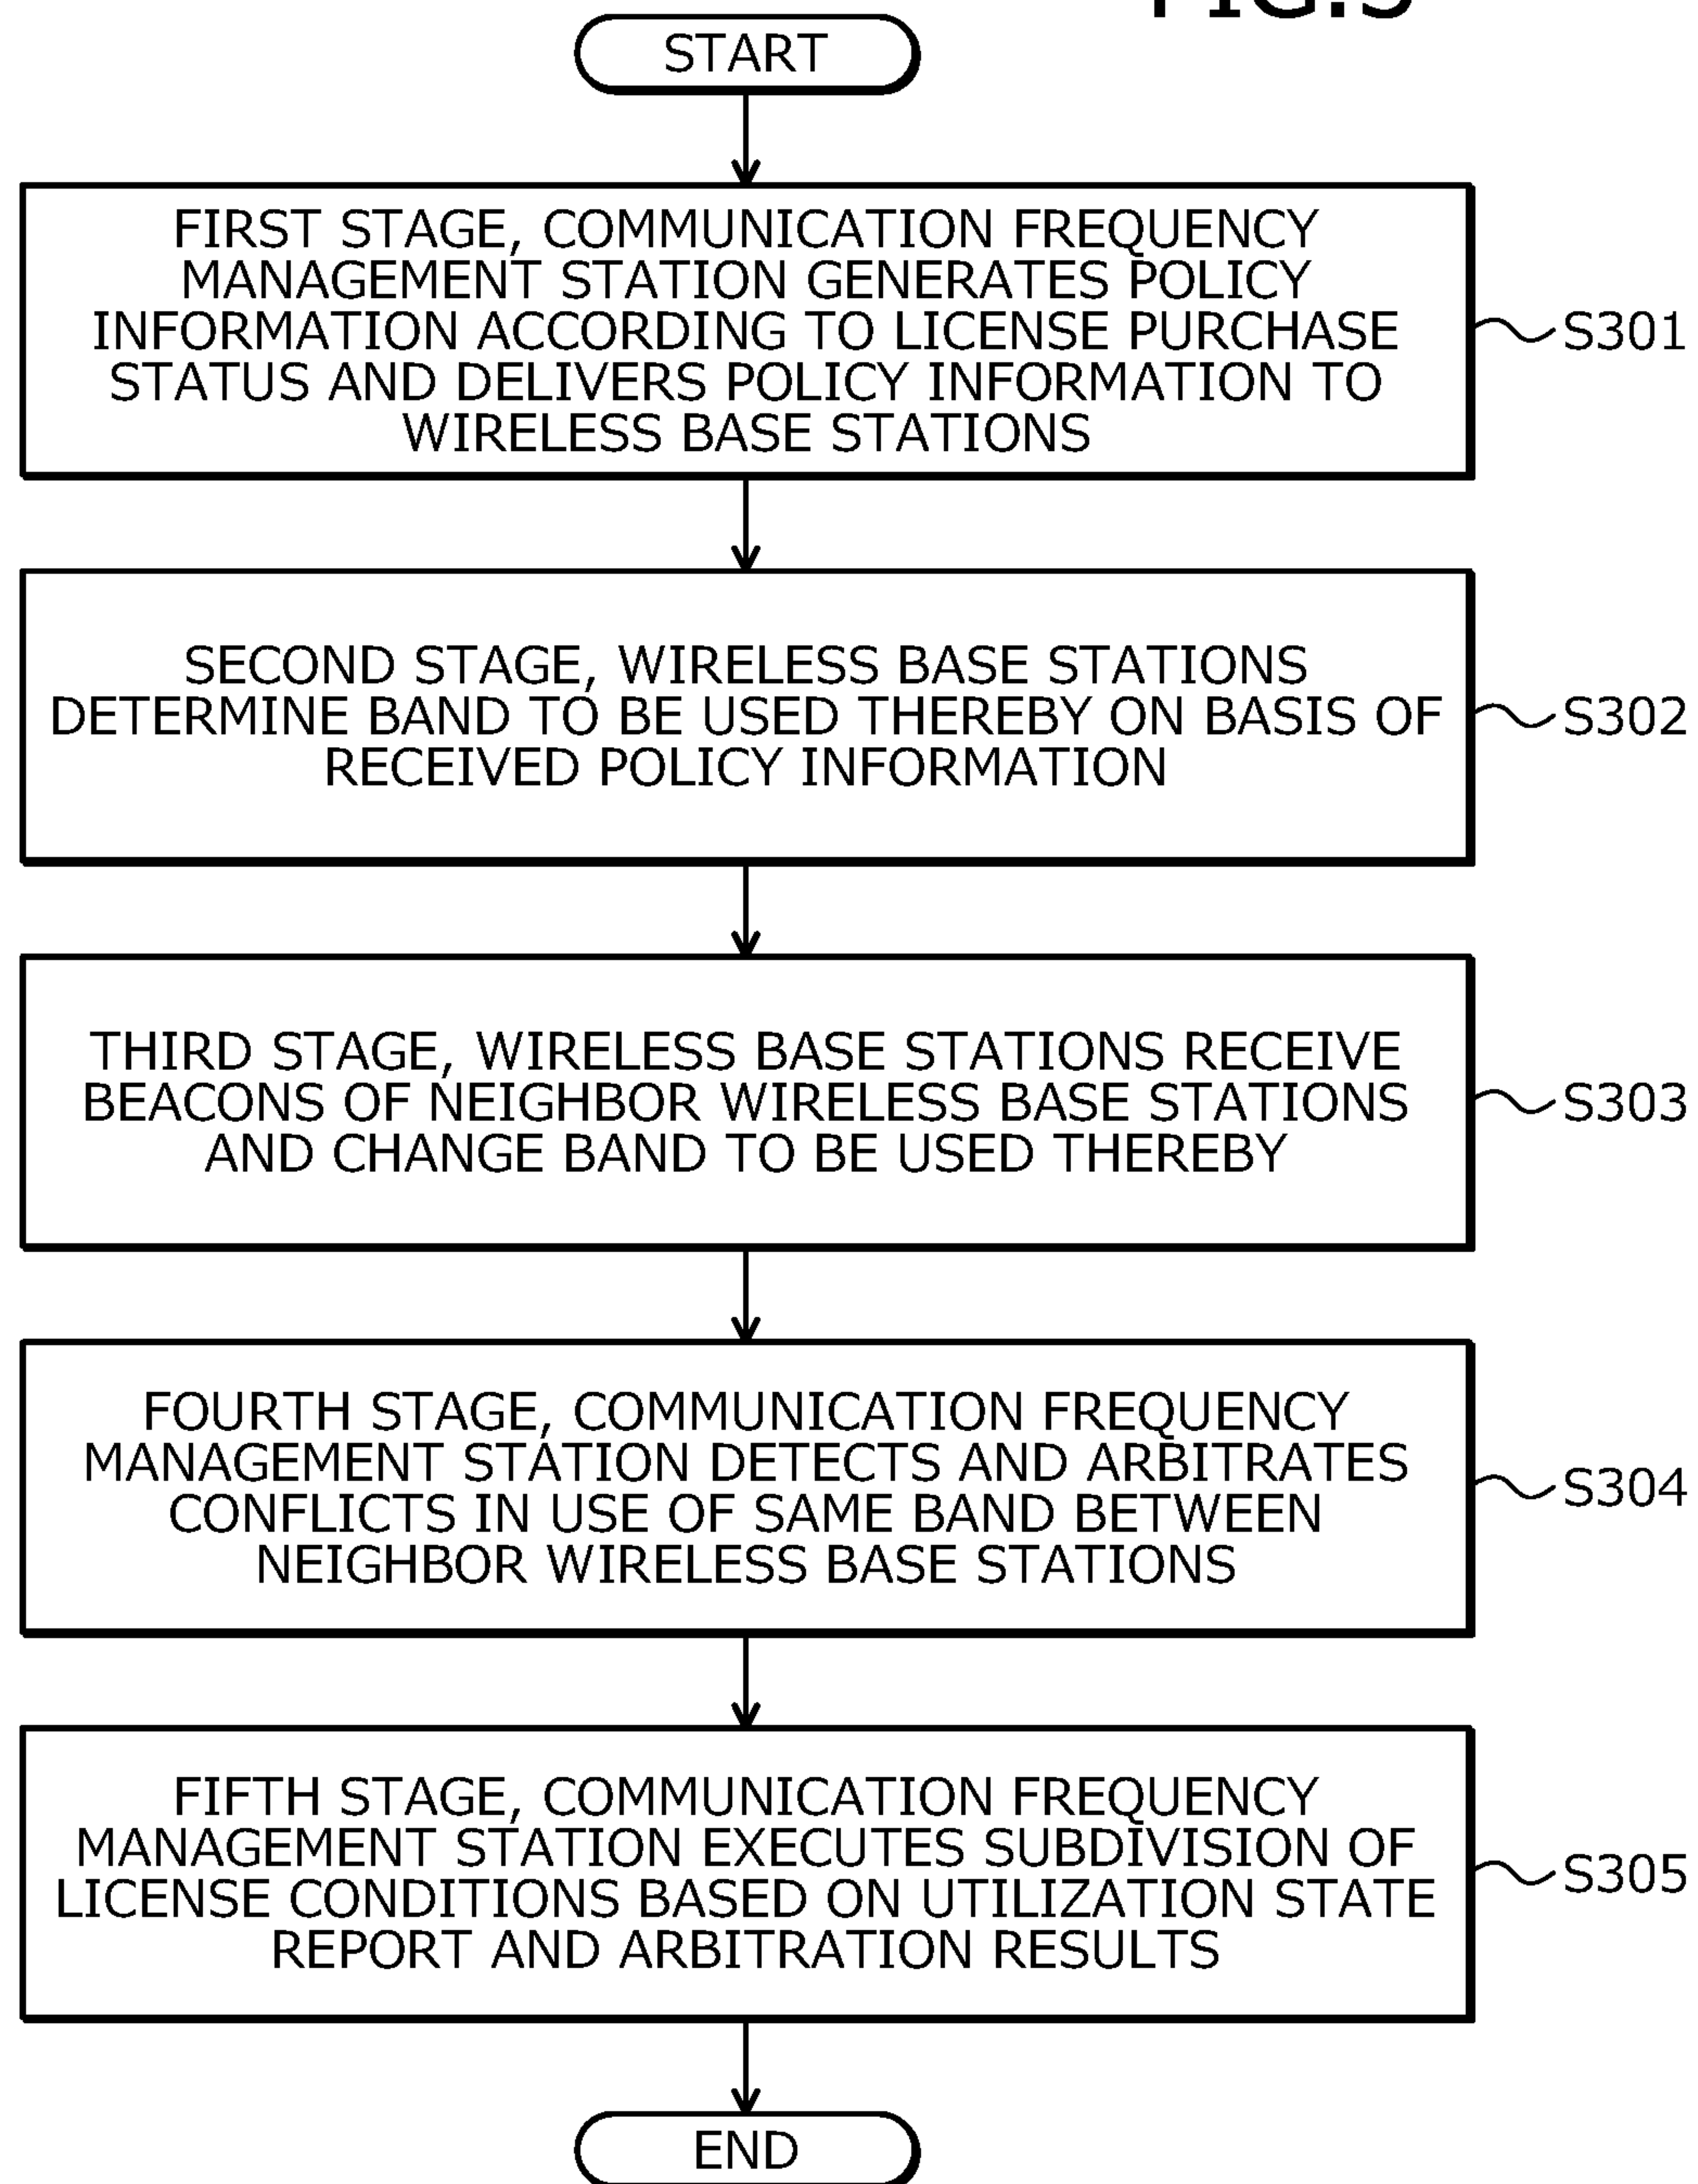 START
FIRST STAGE, COMMUNICATION FREQUENCY
MANAGEMENT STATION GENERATES POLICY
INFORMATION ACCORDING TO LICENSE PURCHASE
STATUS AND DELIVERS POLICY INFORMATION TO
WIRELESS BASE STATIONS
S301
SECOND STAGE, WIRELESS BASE STATIONS
DETERMINE BAND TO BE USED THEREBY ON BASIS OF
RECEIVED POLICY INFORMATION
S302
THIRD STAGE, WIRELESS BASE STATIONS RECEIVE
BEACONS OF NEIGHBOR WIRELESS BASE STATIONS
AND CHANGE BAND TO BE USED THEREBY
S303
FOURTH STAGE, COMMUNICATION FREQUENCY
MANAGEMENT STATION DETECTS AND ARBITRATES
CONFLICTS IN USE OF SAME BAND BETWEEN
NEIGHBOR WIRELESS BASE STATIONS
S304
FIFTH STAGE, COMMUNICATION FREQUENCY
MANAGEMENT STATION EXECUTES SUBDIVISION OF
LICENSE CONDITIONS BASED ON UTILIZATION STATE
REPORT AND ARBITRATION RESULTS
S305
END